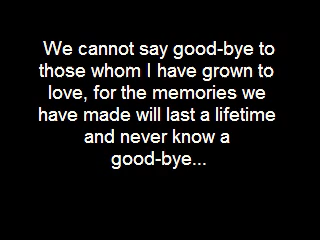 We cannot say good-bye to
those whom I have grown to
love, for the memories we
have made will last a lifetime
and never know a
good-bye...